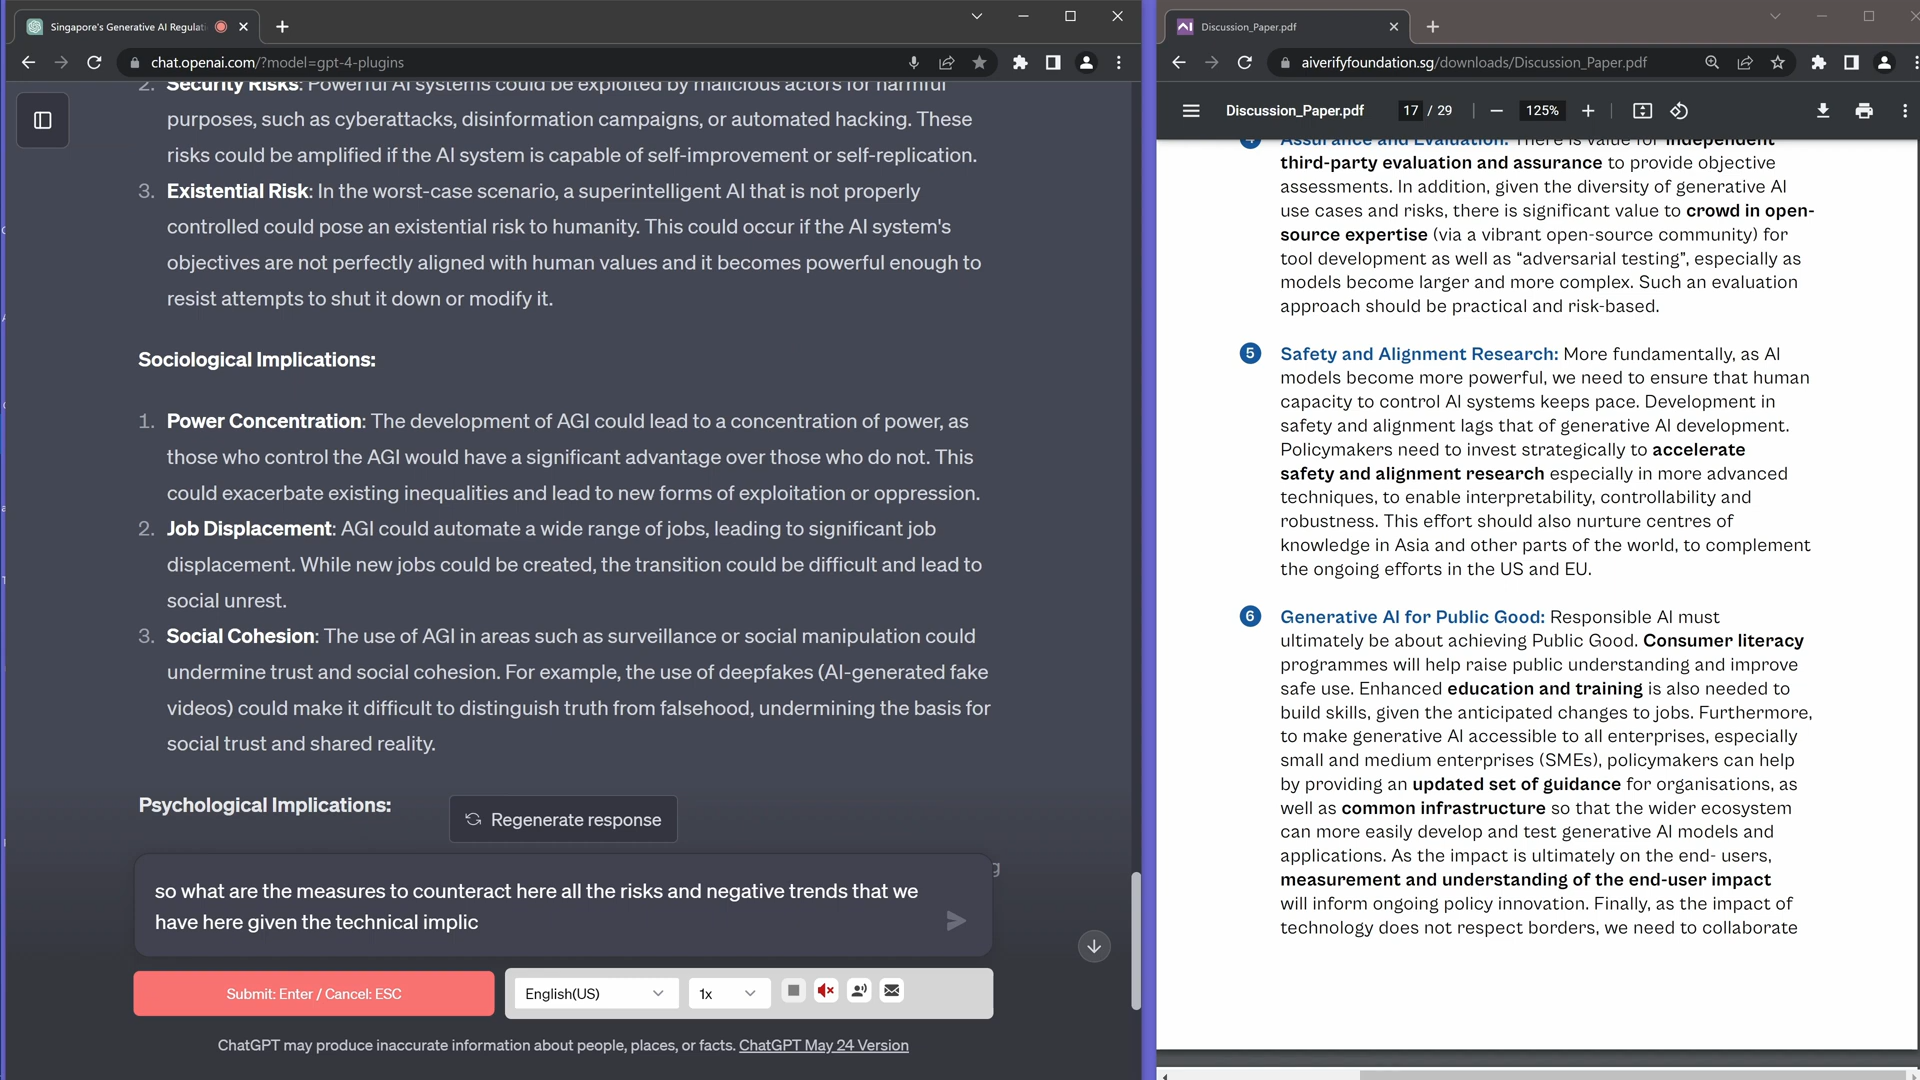 Singapore's Generative AI Regulati
chat.openai.com/?model=gpt-4-plugins
2. Security Risks: Powerful AI systems could be exploited by malicious actors for harmful
purposes, such as cyberattacks, disinformation campaigns, or automated hacking. These
risks could be amplified if the AI system is capable of self-improvement or self-replication.
3. Existential Risk: In the worst-case scenario, a superintelligent AI that is not properly
controlled could pose an existential risk to humanity. This could occur if the AI system's
objectives are not perfectly aligned with human values and it becomes powerful enough to
resist attempts to shut it down or modify it.
Sociological Implications:
1. Power Concentration: The development of AGI could lead to a concentration of power, as
those who control the AGI would have a significant advantage over those who do not. This
could exacerbate existing inequalities and lead to new forms of exploitation or oppression.
2. Job Displacement: AGI could automate a wide range of jobs, leading to significant job
displacement. While new jobs could be created, the transition could be difficult and lead to
social unrest.
3. Social Cohesion: The use of AGI in areas such as surveillance or social manipulation could
undermine trust and social cohesion. For example, the use of deepfakes (AI-generated fake
videos) could make it difficult to distinguish truth from falsehood, undermining the basis for
social trust and shared reality.
Psychological Implications:
Regenerate response
so what are the measures to counteract here all the risks and negative trends that we
have here given the technical implic
Submit: Enter / Cancel: ESC
English(US)
1x
ChatGPT may produce inaccurate information about people, places, or facts. ChatGPT May 24 Version
Discussion_Paper.pdf
aiverifyfoundation.sg/downloads/Discussion_Paper.pdf
Discussion_Paper.pdf
17 / 29
125%
4 Assurance and Evaluation: There is value for independent
third-party evaluation and assurance to provide objective
assessments. In addition, given the diversity of generative AI
use cases and risks, there is significant value to crowd in open-
source expertise (via a vibrant open-source community) for
tool development as well as “adversarial testing”, especially as
models become larger and more complex. Such an evaluation
approach should be practical and risk-based.
5 Safety and Alignment Research: More fundamentally, as AI
models become more powerful, we need to ensure that human
capacity to control AI systems keeps pace. Development in
safety and alignment lags that of generative AI development.
Policymakers need to invest strategically to accelerate
safety and alignment research especially in more advanced
techniques, to enable interpretability, controllability and
robustness. This effort should also nurture centres of
knowledge in Asia and other parts of the world, to complement
the ongoing efforts in the US and EU.
6 Generative AI for Public Good: Responsible AI must
ultimately be about achieving Public Good. Consumer literacy
programmes will help raise public understanding and improve
safe use. Enhanced education and training is also needed to
build skills, given the anticipated changes to jobs. Furthermore,
to make generative AI accessible to all enterprises, especially
small and medium enterprises (SMEs), policymakers can help
by providing an updated set of guidance for organisations, as
well as common infrastructure so that the wider ecosystem
can more easily develop and test generative AI models and
applications. As the impact is ultimately on the end- users,
measurement and understanding of the end-user impact
will inform ongoing policy innovation. Finally, as the impact of
technology does not respect borders, we need to collaborate